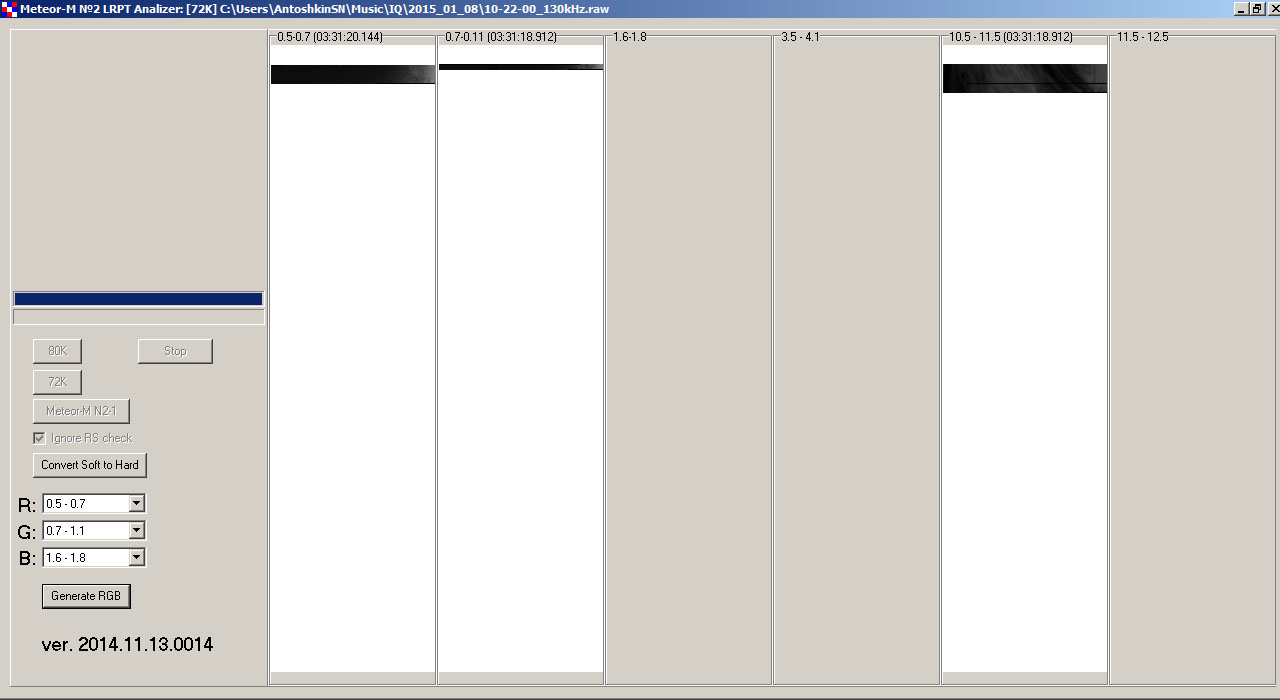 Meteor-M №2 LRPT Analizer: [72K] C:\Users\AntoshkinSN\Music\IQ\2015_01_08\10-22-00_130kHz.raw
0.5-0.7 (03:31:20.144)
0.7-0.11 (03:31:18.912)
1.6-1.8
3.5 - 4.1
10.5 - 11.5 (03:31:18.912)
11.5 - 12.5
80K
Stop
72K
Meteor-M N2-1
Ignore RS check
Convert Soft to Hard
R: 0.5 - 0.7
G: 0.7 - 1.1
B: 1.6 - 1.8
Generate RGB
ver. 2014.11.13.0014